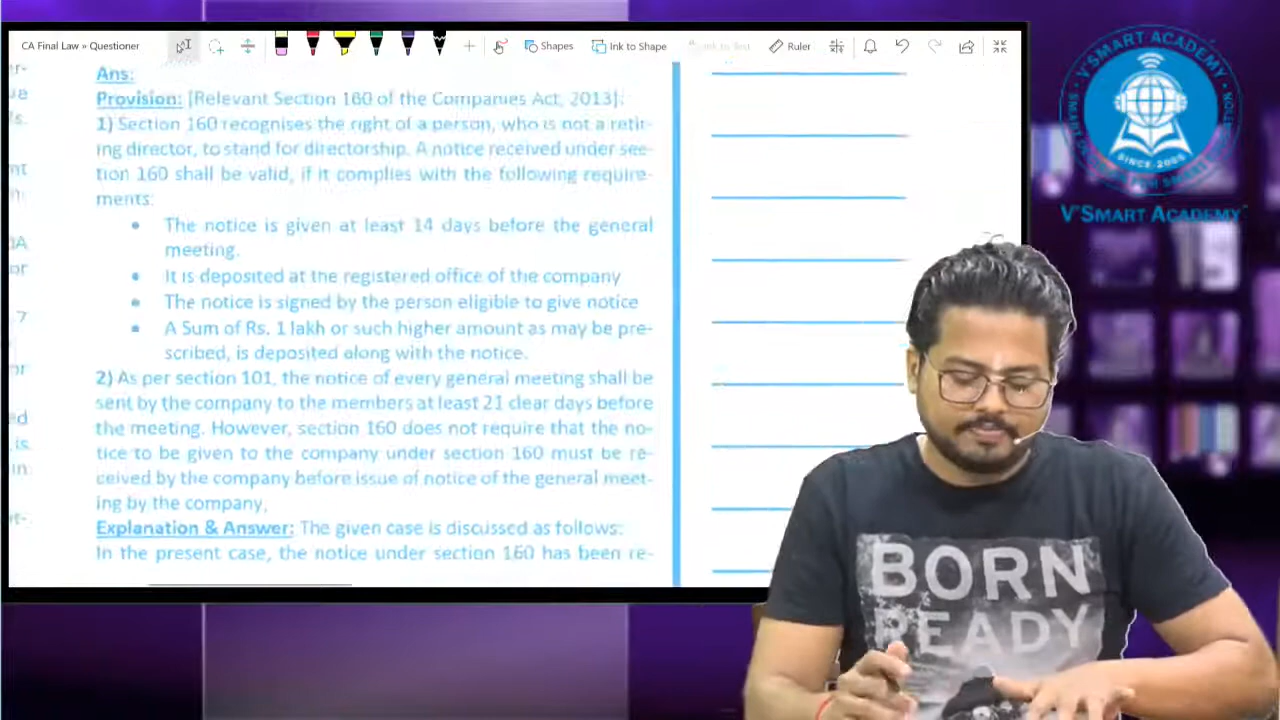 CA Final Law » Questioner
Shapes
Ink to Shape
Ink to Text
Ruler
Ans:
Provision: [Relevant Section 160 of the Companies Act, 2013]:
1) Section 160 recognises the right of a person, who is not a retir-
ing director, to stand for directorship. A notice received under sec-
tion 160 shall be valid, if it complies with the following require-
ments:
• The notice is given at least 14 days before the general
meeting.
• It is deposited at the registered office of the company
• The notice is signed by the person eligible to give notice
• A Sum of Rs. 1 lakh or such higher amount as may be pre-
scribed, is deposited along with the notice.
2) As per section 101, the notice of every general meeting shall be
sent by the company to the members at least 21 clear days before
the meeting. However, section 160 does not require that the no-
tice to be given to the company under section 160 must be re-
ceived by the company before issue of notice of the general meet-
ing by the company,
Explanation & Answer: The given case is discussed as follows:
In the present case, the notice under section 160 has been re-
V'SMART ACADEMY
SINCE 2005
V'SMART ACADEMY
BORN
READY